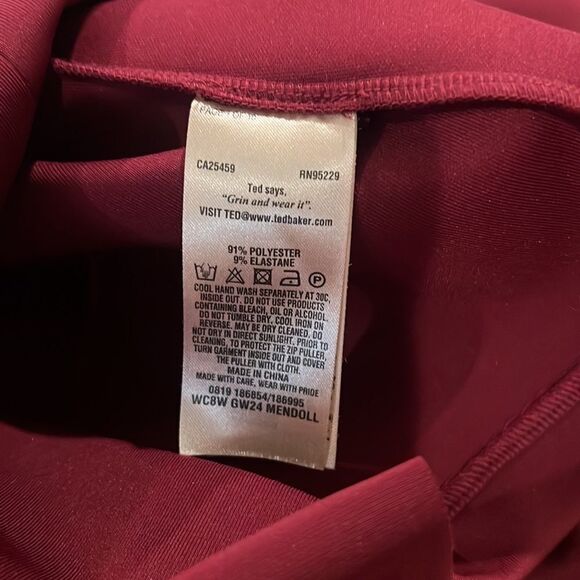 CA25459 RN95229
Ted says,
"Grin and wear it".
VISIT TED@www.tedbaker.com
91% POLYESTER
9% ELASTANE
COOL HAND WASH SEPARATELY AT 30C,
INSIDE OUT. DO NOT USE PRODUCTS
CONTAINING BLEACH, OIL OR ALCOHOL.
DO NOT TUMBLE DRY. COOL IRON ON
REVERSE. MAY BE DRY CLEANED. DO
NOT DRY IN DIRECT SUNLIGHT. PRIOR TO
CLEANING, TO PROTECT THE ZIP PULLER,
TURN GARMENT INSIDE OUT AND COVER
THE PULLER WITH CLOTH.
MADE IN CHINA
MADE WITH CARE, WEAR WITH PRIDE
0819 186854/186995
WC8W GW24 MENDOLL